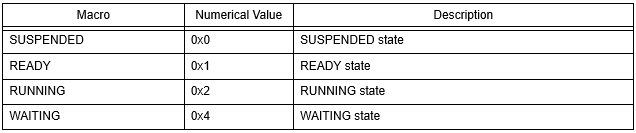 Macro Numerical Value Description
SUSPENDED 0x0 SUSPENDED state
READY 0x1 READY state
RUNNING 0x2 RUNNING state
WAITING 0x4 WAITING state